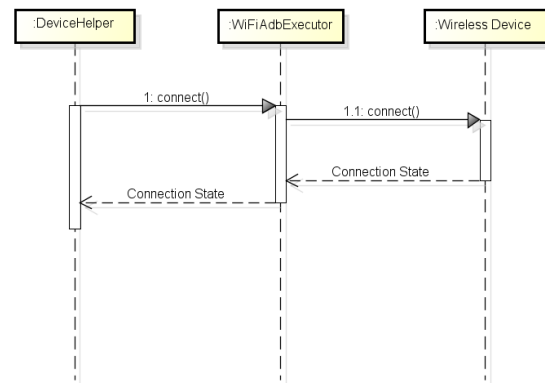 :DeviceHelper
:WiFiAdbExecutor
:Wireless Device
1: connect()
1.1: connect()
Connection State
Connection State